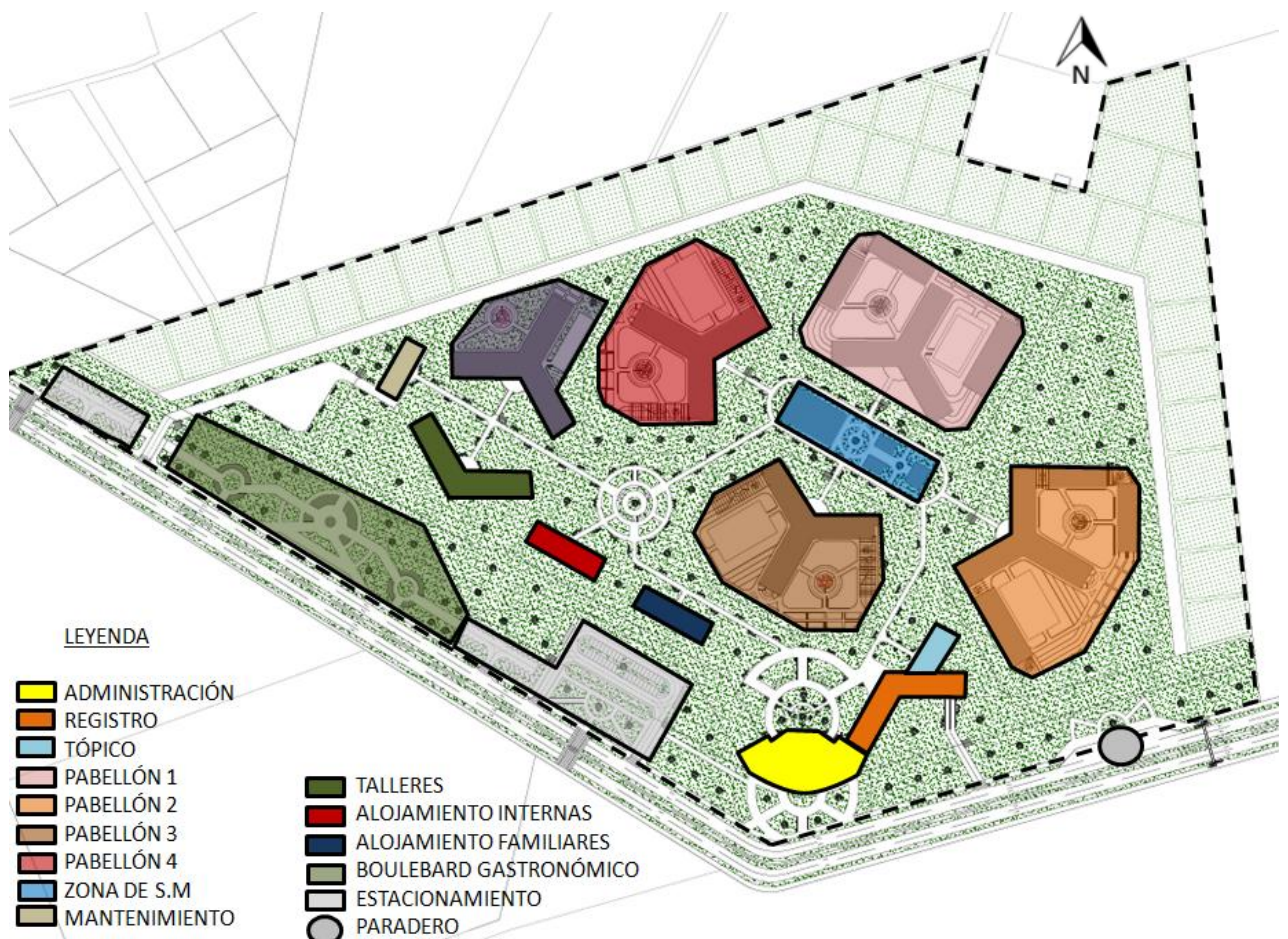 N
LEYENDA
ADMINISTRACIÓN
REGISTRO
TÓPICO
PABELLÓN 1
PABELLÓN 2
PABELLÓN 3
PABELLÓN 4
ZONA DE S.M
MANTENIMIENTO
TALLERES
ALOJAMIENTO INTERNAS
ALOJAMIENTO FAMILIARES
BOULEBARD GASTRONÓMICO
ESTACIONAMIENTO
PARADERO